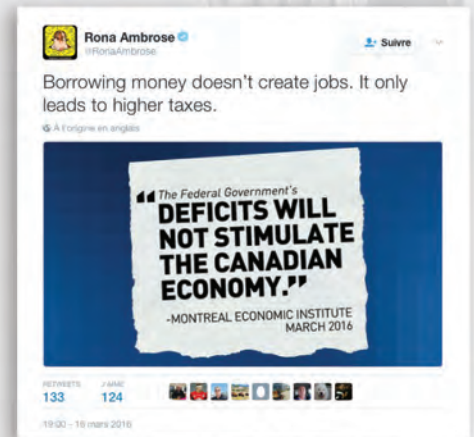 Rona Ambrose
@RonaAmbrose
Suivre
Borrowing money doesn't create jobs. It only
leads to higher taxes.
À l'origine en anglais
"The Federal Government's
DEFICITS WILL
NOT STIMULATE
THE CANADIAN
ECONOMY."
-MONTREAL ECONOMIC INSTITUTE
MARCH 2016
RETWEETS J'AIME
133 124
19:00 - 16 mars 2016